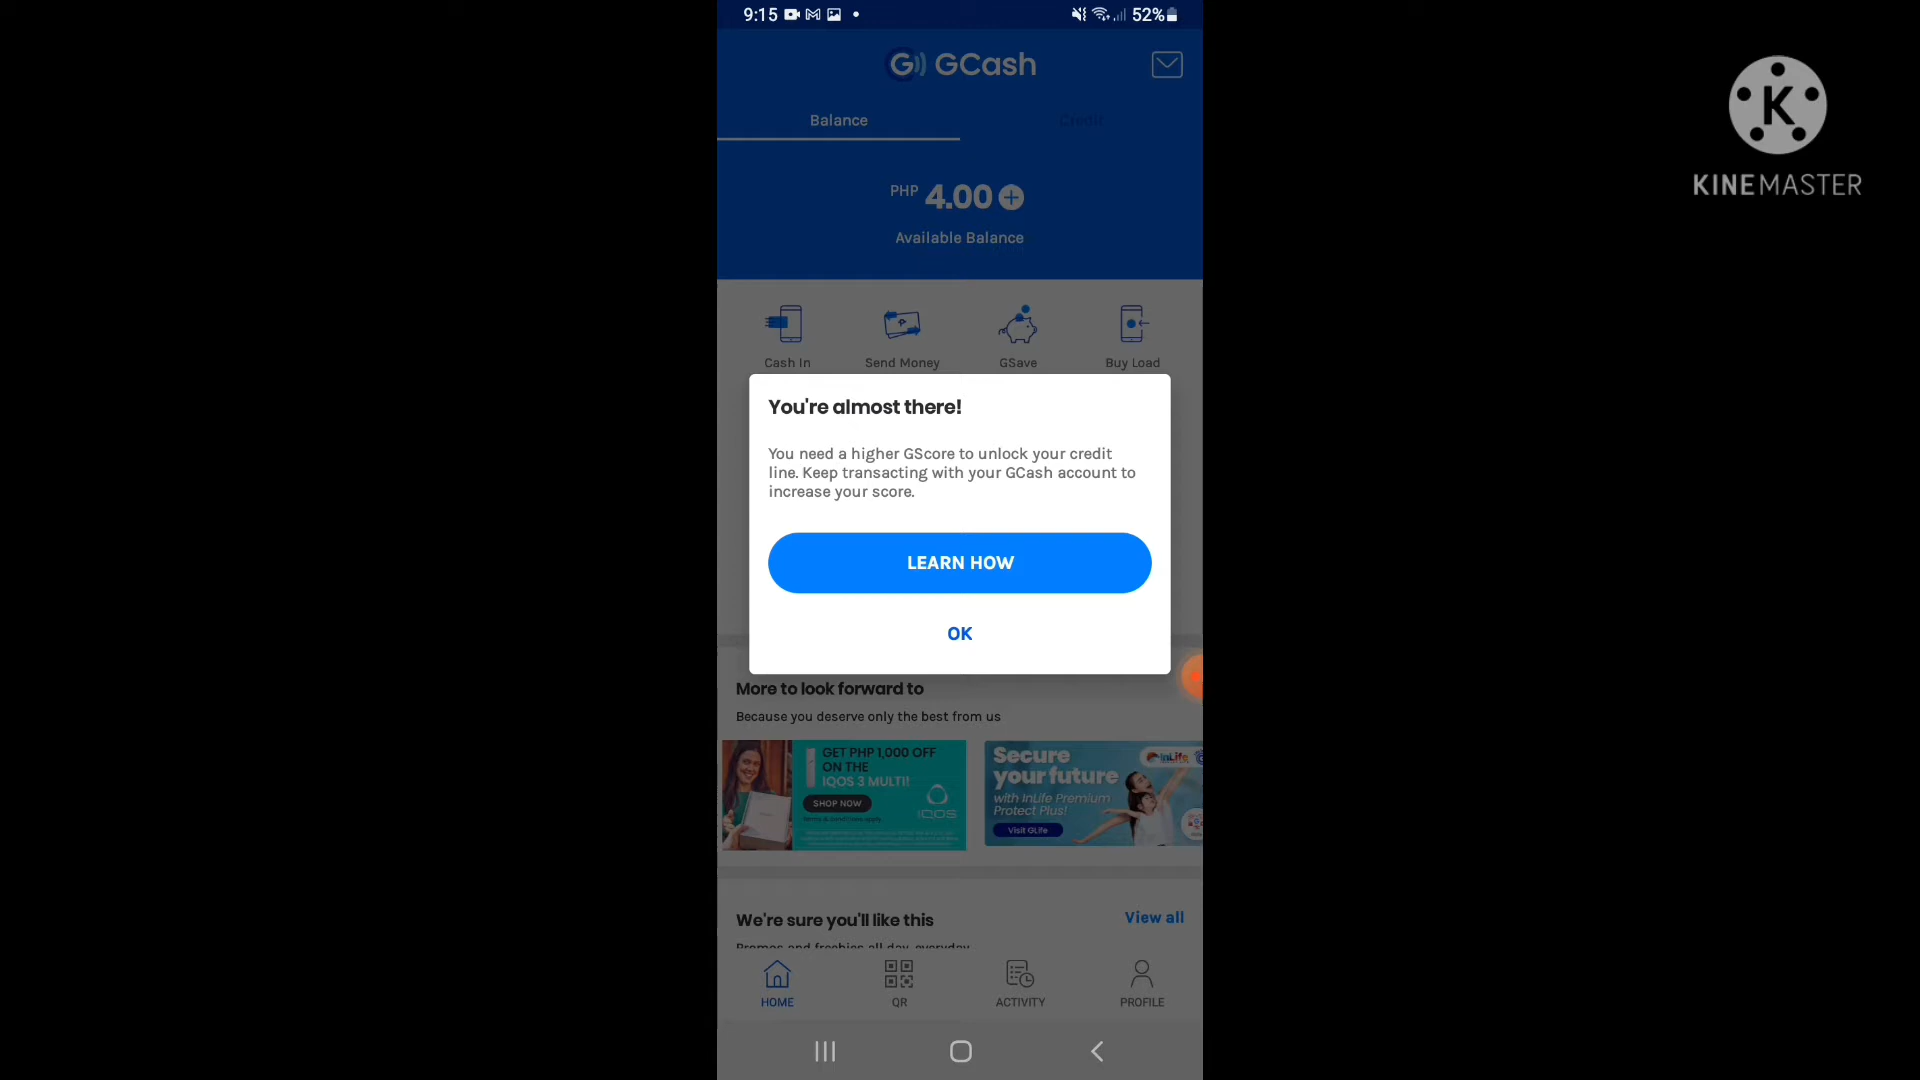 9:15
52%
GCash
Balance
Credit
PHP 4.00
Available Balance
Cash In
Send Money
GSave
Buy Load
You're almost there!
You need a higher GScore to unlock your credit
line. Keep transacting with your GCash account to
increase your score.
LEARN HOW
OK
More to look forward to
Because you deserve only the best from us
GET PHP 1,000 OFF
ON THE
IQOS 3 MULTI!
SHOP NOW
IQOS
Secure
your future
with InLife Premium
Protect Plus!
Visit GLife
InLife
We're sure you'll like this
View all
Promos and freebies all day, everyday
HOME
QR
ACTIVITY
PROFILE
K
KINEMASTER